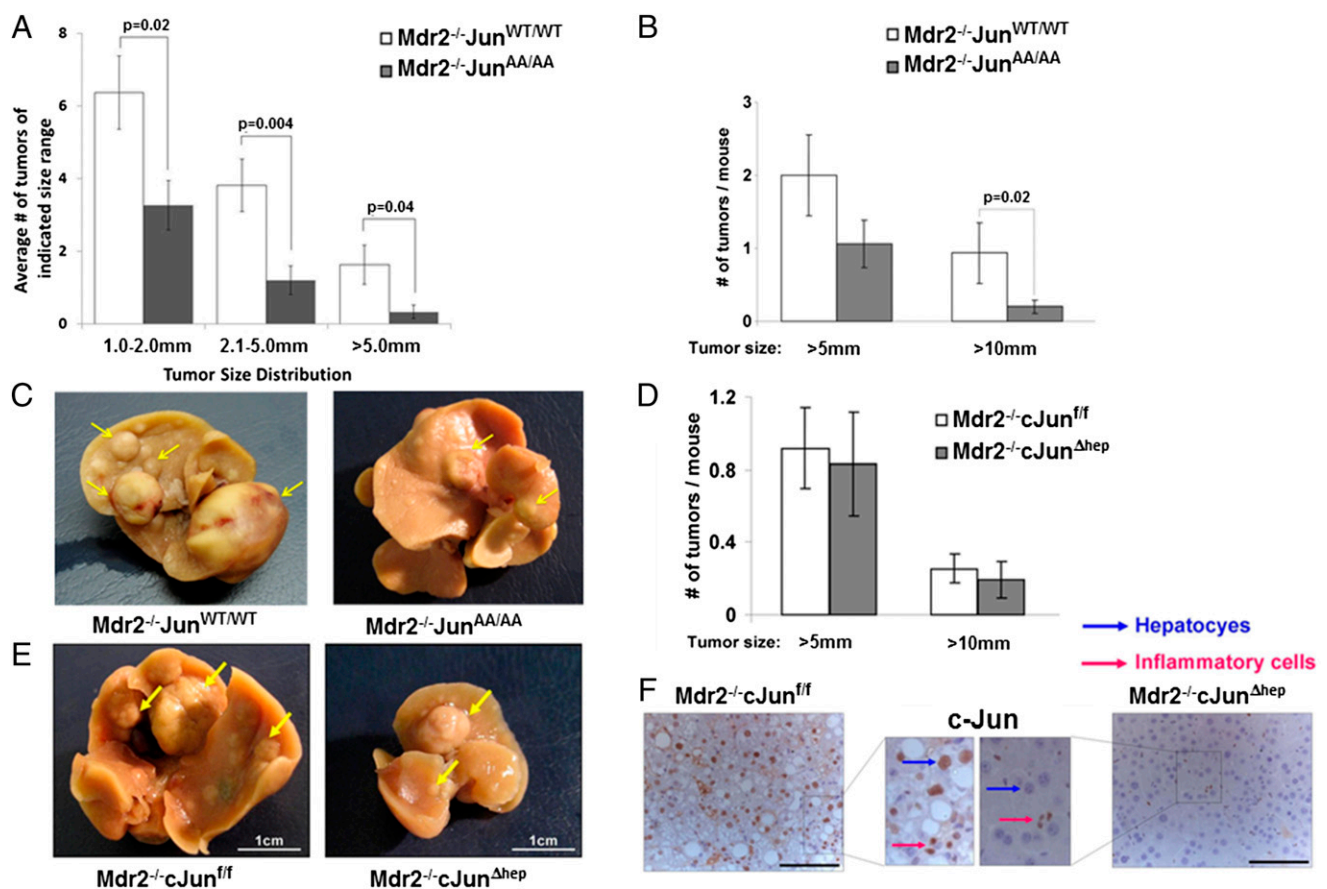 A
8
6
4
2
0
Average # of tumors of
indicated size range
p=0.02
p=0.004
p=0.04
Mdr2-/-JunWT/WT
Mdr2-/-JunAA/AA
1.0-2.0mm 2.1-5.0mm >5.0mm
Tumor Size Distribution
B
Mdr2-/-JunWT/WT
Mdr2-/-JunAA/AA
3
2
1
0
# of tumors / mouse
p=0.02
Tumor size: >5mm >10mm
C
Mdr2-/-JunWT/WT Mdr2-/-JunAA/AA
D
1.2
0.8
0.4
0
# of tumors / mouse
Mdr2-/-cJunf/f
Mdr2-/-cJunΔhep
Tumor size: >5mm >10mm
E
1cm
1cm
Mdr2-/-cJunf/f Mdr2-/-cJunΔhep
Hepatocytes
Inflammatory cells
F
Mdr2-/-cJunf/f
c-Jun
Mdr2-/-cJunΔhep